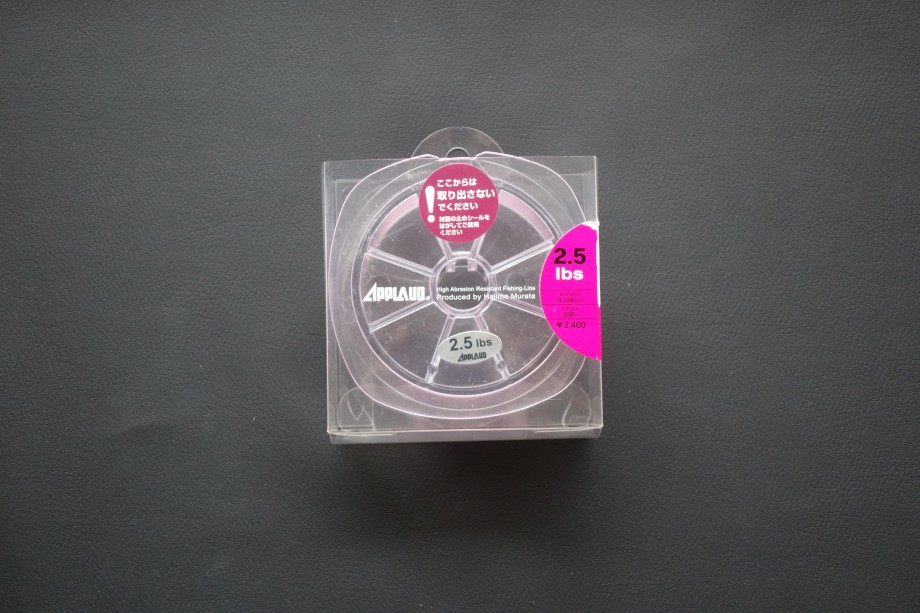 !
ここからは
取り出さない
でください
対面の止めシールを
はがしてご使用
ください
2.5
lbs
APPLAUD®
High Abrasion Resistant Fishing Line
Produced by Hajime Murata
300
¥2,400
2.5 lbs
APPLAUD